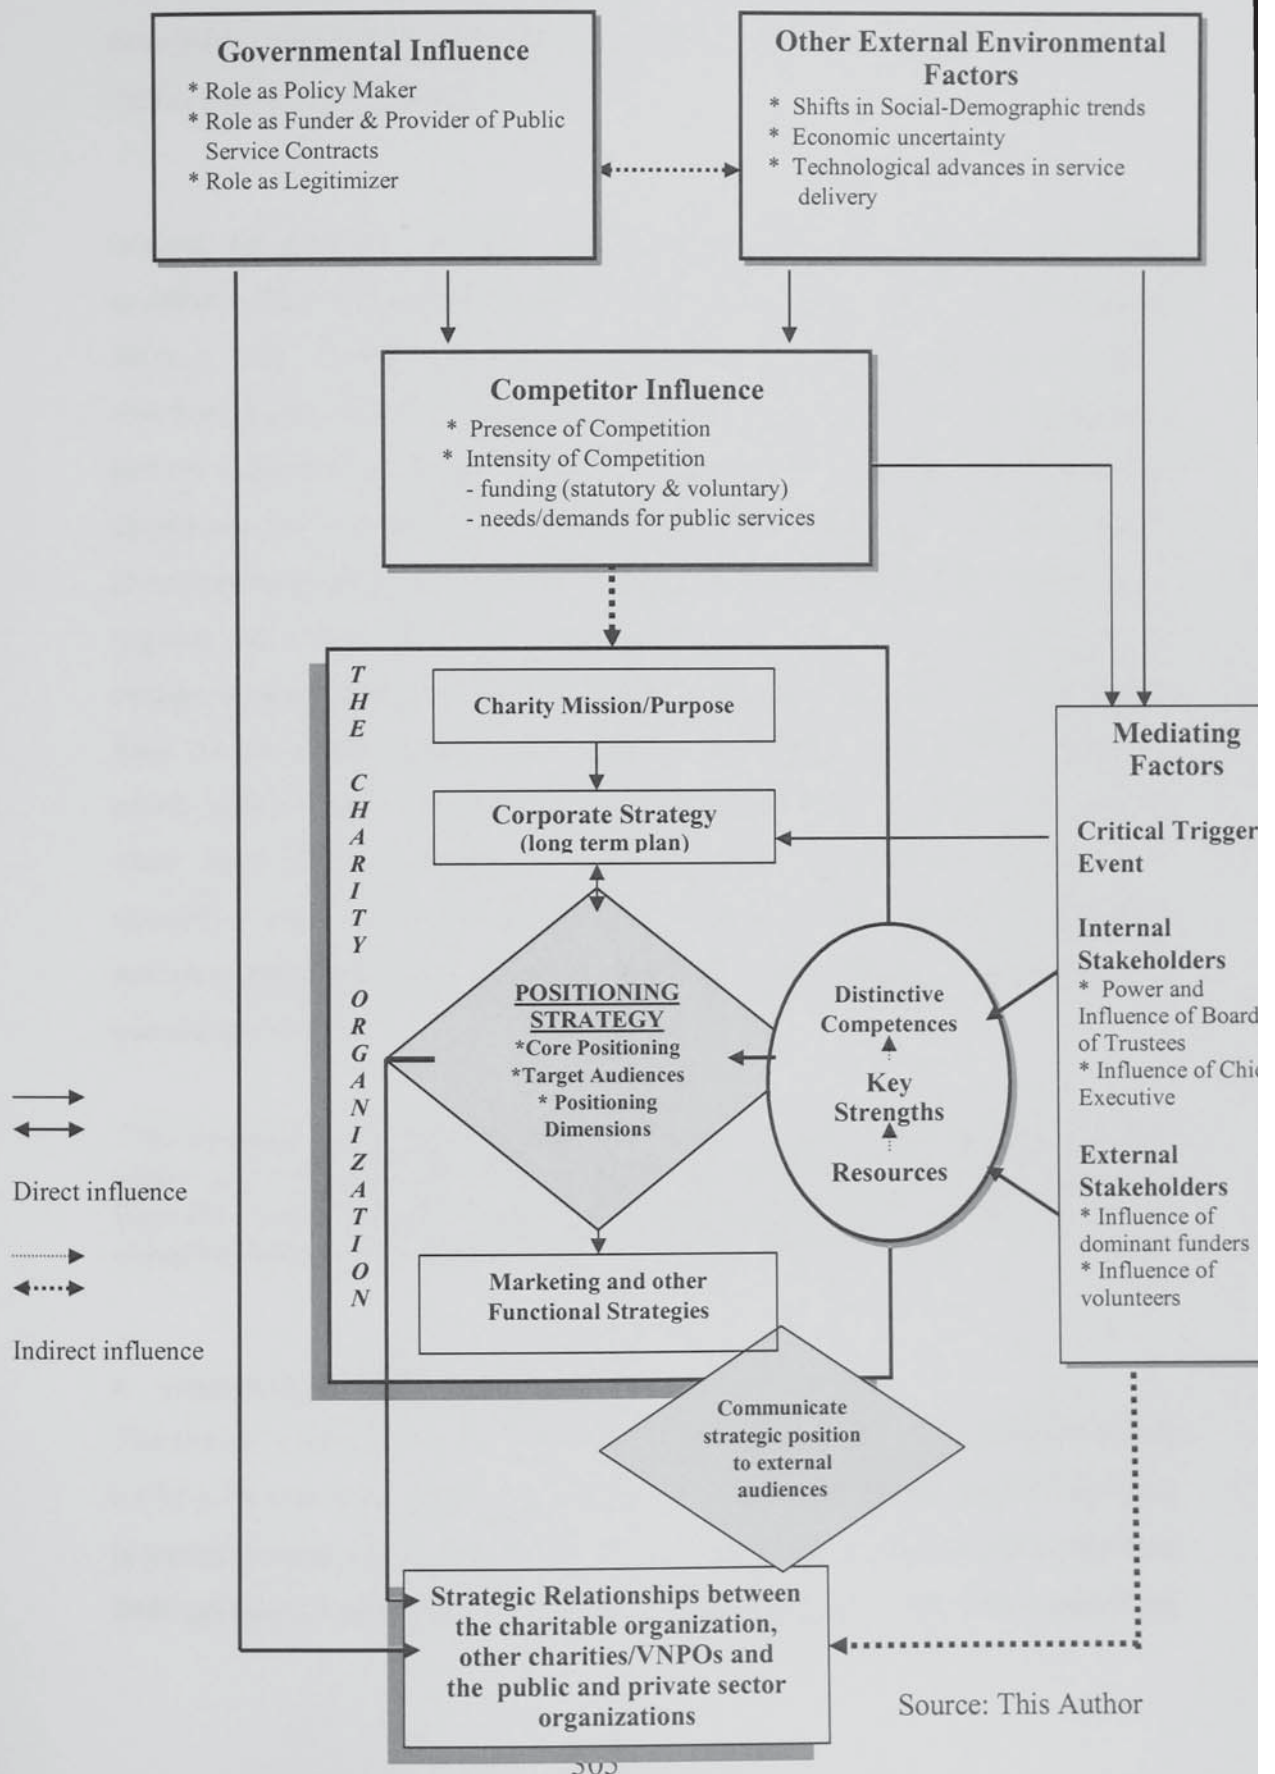 Governmental Influence
* Role as Policy Maker
* Role as Funder & Provider of Public
Service Contracts
* Role as Legitimizer
Other External Environmental
Factors
* Shifts in Social-Demographic trends
* Economic uncertainty
* Technological advances in service
delivery
Competitor Influence
* Presence of Competition
* Intensity of Competition
- funding (statutory & voluntary)
- needs/demands for public services
THE CHARITY ORGANIZATION
Charity Mission/Purpose
Corporate Strategy
(long term plan)
POSITIONING
STRATEGY
*Core Positioning
*Target Audiences
* Positioning
Dimensions
Marketing and other
Functional Strategies
Distinctive
Competences
Key
Strengths
Resources
Mediating
Factors
Critical Trigger
Event
Internal
Stakeholders
* Power and
Influence of Board
of Trustees
* Influence of
Executive
External
Stakeholders
* Influence of
dominant funders
* Influence of
volunteers
Direct influence
Indirect influence
Communicate
strategic position
to external
audiences
Strategic Relationships between
the charitable organization,
other charities/VNPOs and
the public and private sector
organizations
Source: This Author